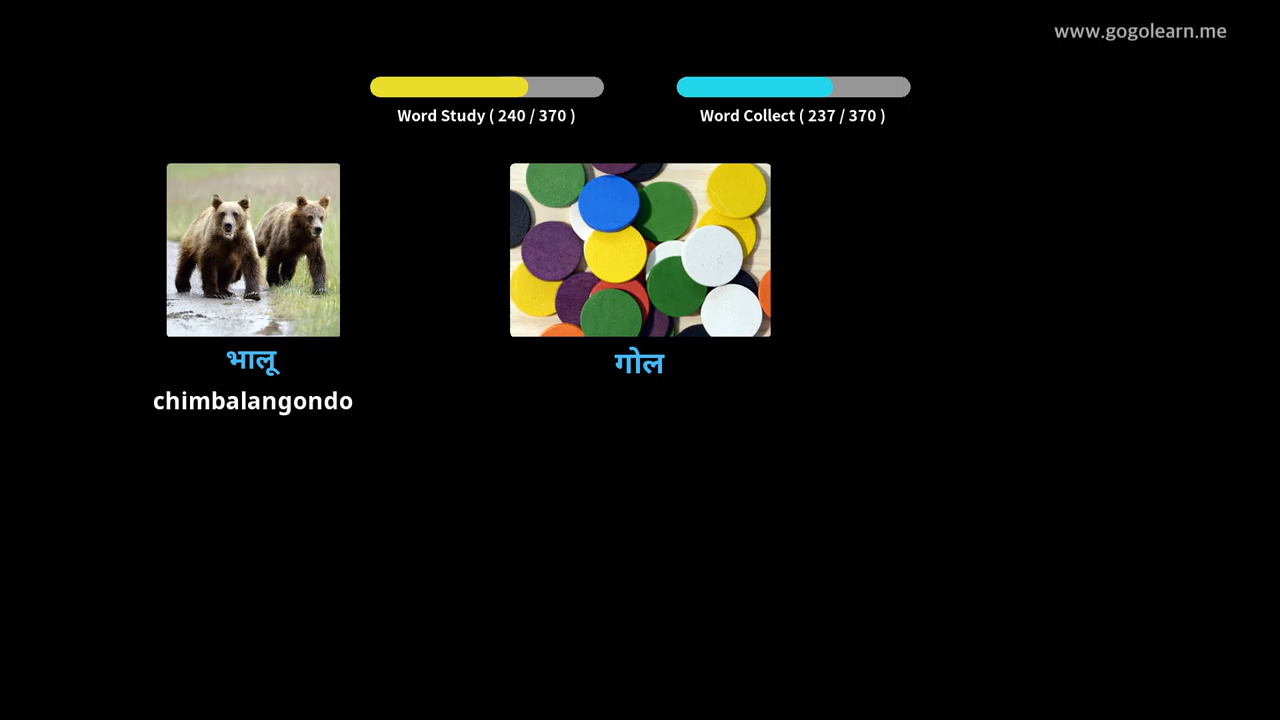 www.gogolearn.me
Word Study ( 240 / 370 )
Word Collect ( 237 / 370 )
भालू
chimbalangondo
गोल